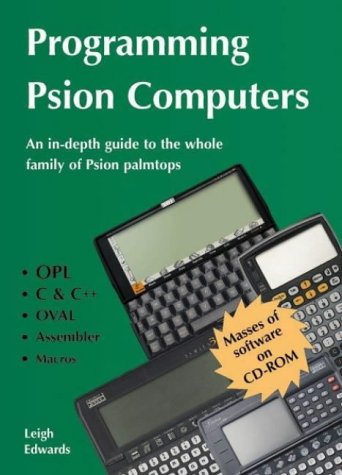 Programming
Psion Computers
An in-depth guide to the whole
family of Psion palmtops
• OPL
• C & C++
• OVAL
• Assembler
• Macros
Masses of
software
on
CD-ROM
Leigh
Edwards